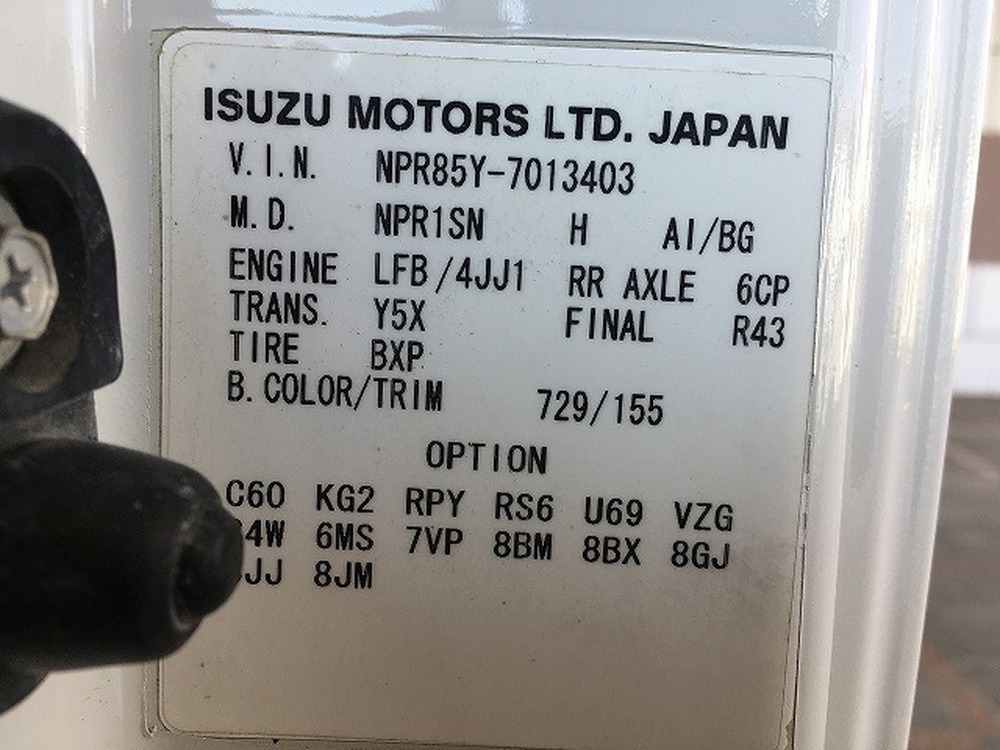 ISUZU MOTORS LTD. JAPAN
V.I.N. NPR85Y-7013403
M.D. NPR1SN H AI/BG
ENGINE LFB/4JJ1 RR AXLE 6CP
TRANS. Y5X FINAL R43
TIRE BXP
B.COLOR/TRIM 729/155
OPTION
C60 KG2 RPY RS6 U69 VZG
6MS 7VP 8BM 8BX 8GJ
8JM